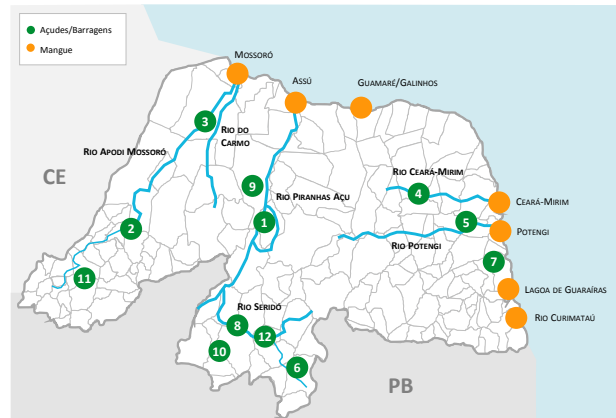 Açudes/Barragens
Mangue
Mossoró
Assú
Guamaré/Galinhos
3
Rio do
Carmo
Rio Apodi Mossoró
CE
9
Rio Ceará-Mirim
4
Rio Piranhas Açu
Ceará-Mirim
1
5
2
Potengi
Rio Potengi
7
11
Lagoa de Guaraíras
Rio Seridó
8
Rio Curimataú
12
10
6
PB